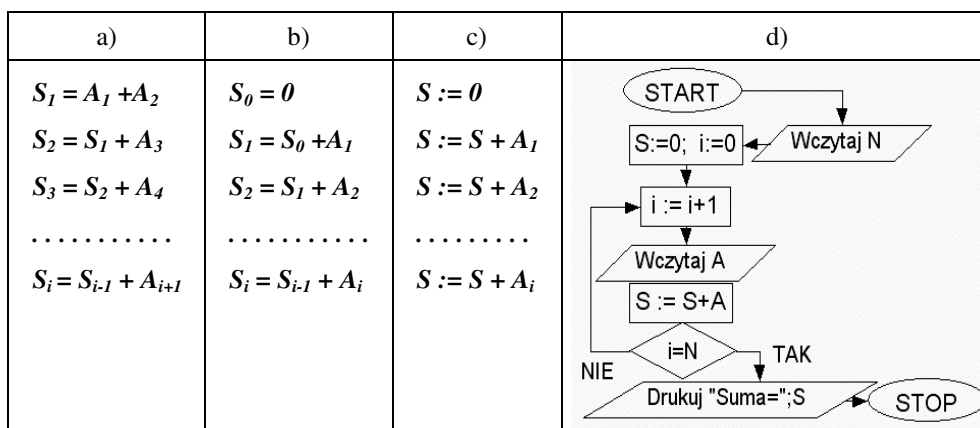 a)
b)
c)
d)
S₁ = A₁ +A₂
S₂ = S₁ + A₃
S₃ = S₂ + A₄
. . . . . . . . . . .
Sᵢ = Sᵢ₋₁ + Aᵢ₊₁
S₀ = 0
S₁ = S₀ +A₁
S₂ = S₁ + A₂
. . . . . . . . . . .
Sᵢ = Sᵢ₋₁ + Aᵢ
S := 0
S := S + A₁
S := S + A₂
. . . . . . . . .
S := S + Aᵢ
START
Wczytaj N
S:=0; i:=0
i := i+1
Wczytaj A
S := S+A
i=N
NIE
TAK
Drukuj "Suma=";S
STOP